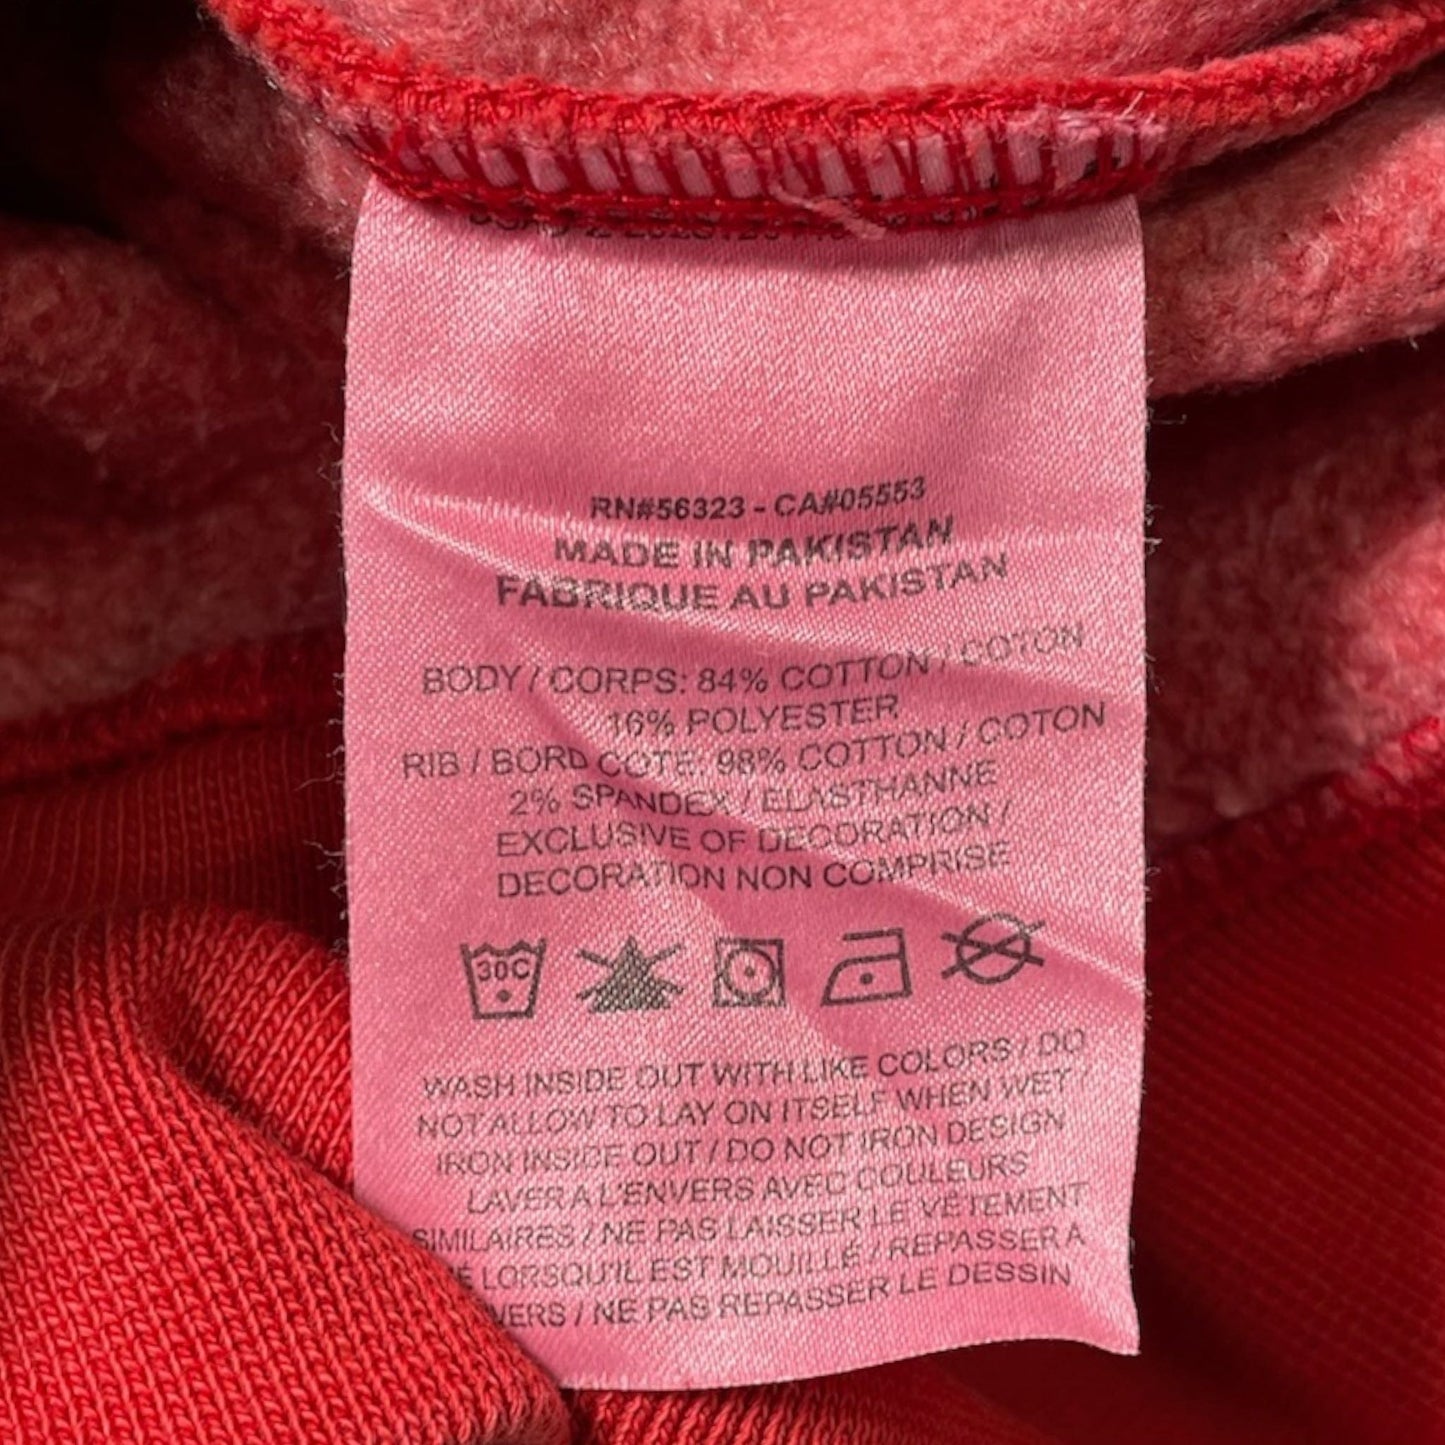 RN#56323 - CA#05553
MADE IN PAKISTAN
FABRIQUE AU PAKISTAN
BODY / CORPS: 84% COTTON / COTON
16% POLYESTER
RIB / BORD COTE: 98% COTTON / COTON
2% SPANDEX / ELASTHANNE
EXCLUSIVE OF DECORATION /
DECORATION NON COMPRISE
30C
WASH INSIDE OUT WITH LIKE COLORS / DO
NOT ALLOW TO LAY ON ITSELF WHEN WET /
IRON INSIDE OUT / DO NOT IRON DESIGN
LAVER A L'ENVERS AVEC COULEURS
SIMILAIRES / NE PAS LAISSER LE VÉTEMENT
LORSQU'IL EST MOUILLÉ / REPASSER A
/ NE PAS REPASSER LE DESSIN